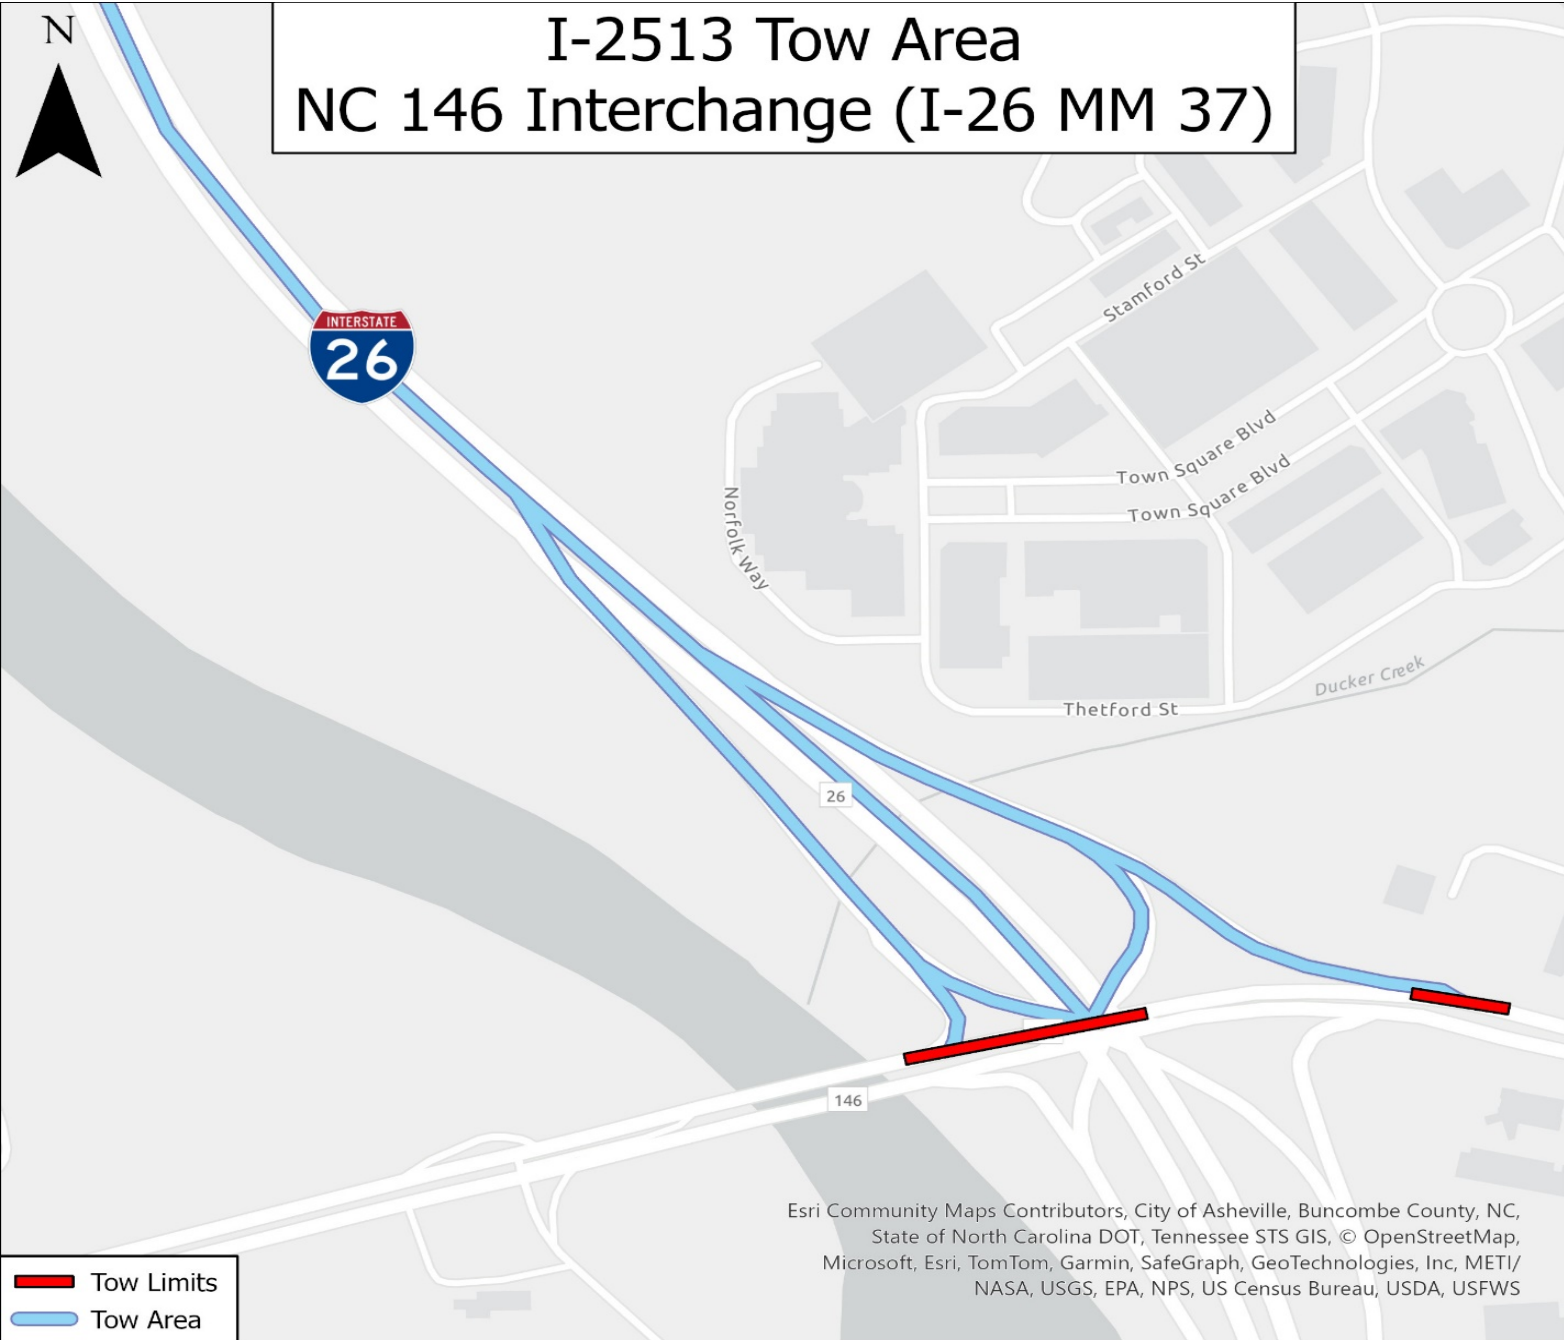 N
I-2513 Tow Area
NC 146 Interchange (I-26 MM 37)
INTERSTATE
26
Stamford St
Town Square Blvd
Town Square Blvd
Norfolk Way
Ducker Creek
Thetford St
26
146
Esri Community Maps Contributors, City of Asheville, Buncombe County, NC,
State of North Carolina DOT, Tennessee STS GIS, © OpenStreetMap,
Microsoft, Esri, TomTom, Garmin, SafeGraph, GeoTechnologies, Inc, METI/
NASA, USGS, EPA, NPS, US Census Bureau, USDA, USFWS
Tow Limits
Tow Area